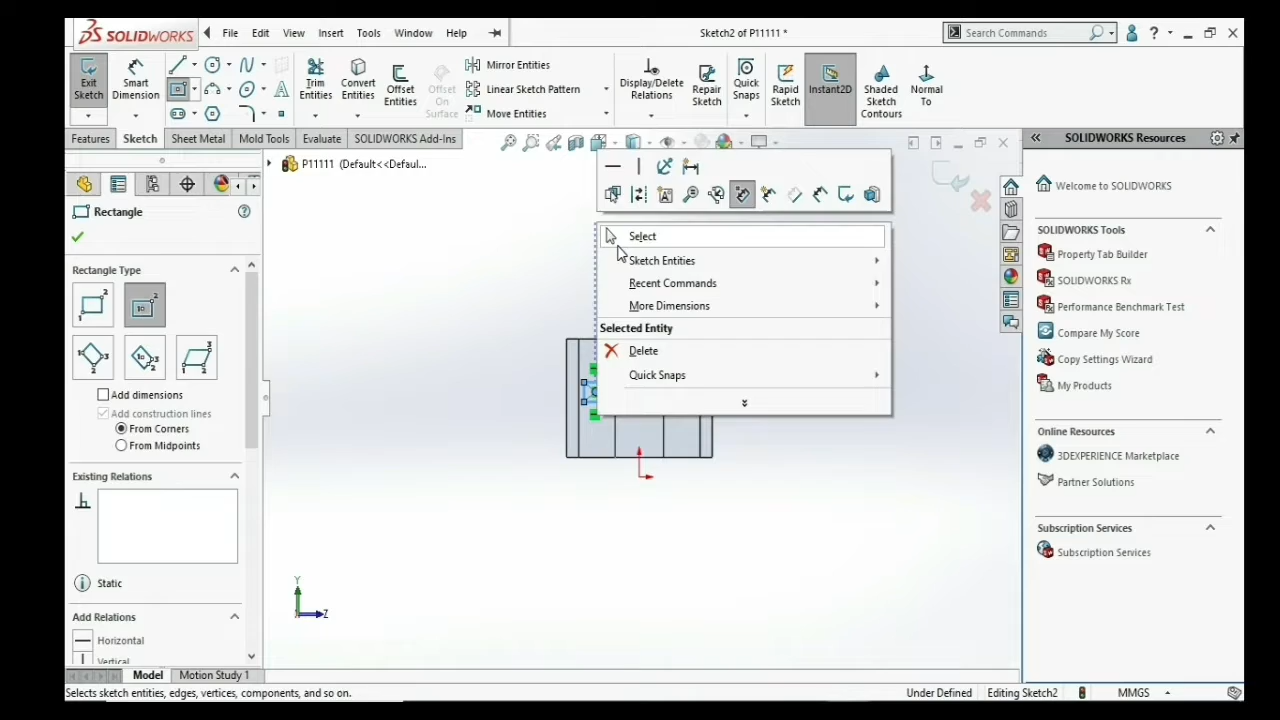 SOLIDWORKS
File
Edit
View
Insert
Tools
Window
Help
Sketch2 of P11111 *
Search Commands
?
Exit
Sketch
Smart
Dimension
Trim
Entities
Convert
Entities
Offset
Entities
Offset
On
Surface
Mirror Entities
Linear Sketch Pattern
Move Entities
Display/Delete
Relations
Repair
Sketch
Quick
Snaps
Rapid
Sketch
Instant2D
Shaded
Sketch
Contours
Normal
To
Features
Sketch
Sheet Metal
Mold Tools
Evaluate
SOLIDWORKS Add-Ins
P11111 (Default<<Defaul...
SOLIDWORKS Resources
Rectangle
Rectangle Type
Add dimensions
Add construction lines
From Corners
From Midpoints
Existing Relations
Static
Add Relations
Horizontal
Vertical
Select
Sketch Entities
Recent Commands
More Dimensions
Selected Entity
Delete
Quick Snaps
Y
Z
Welcome to SOLIDWORKS
SOLIDWORKS Tools
Property Tab Builder
SOLIDWORKS Rx
Performance Benchmark Test
Compare My Score
Copy Settings Wizard
My Products
Online Resources
3DEXPERIENCE Marketplace
Partner Solutions
Subscription Services
Subscription Services
Model
Motion Study 1
Selects sketch entities, edges, vertices, components, and so on.
Under Defined
Editing Sketch2
MMGS